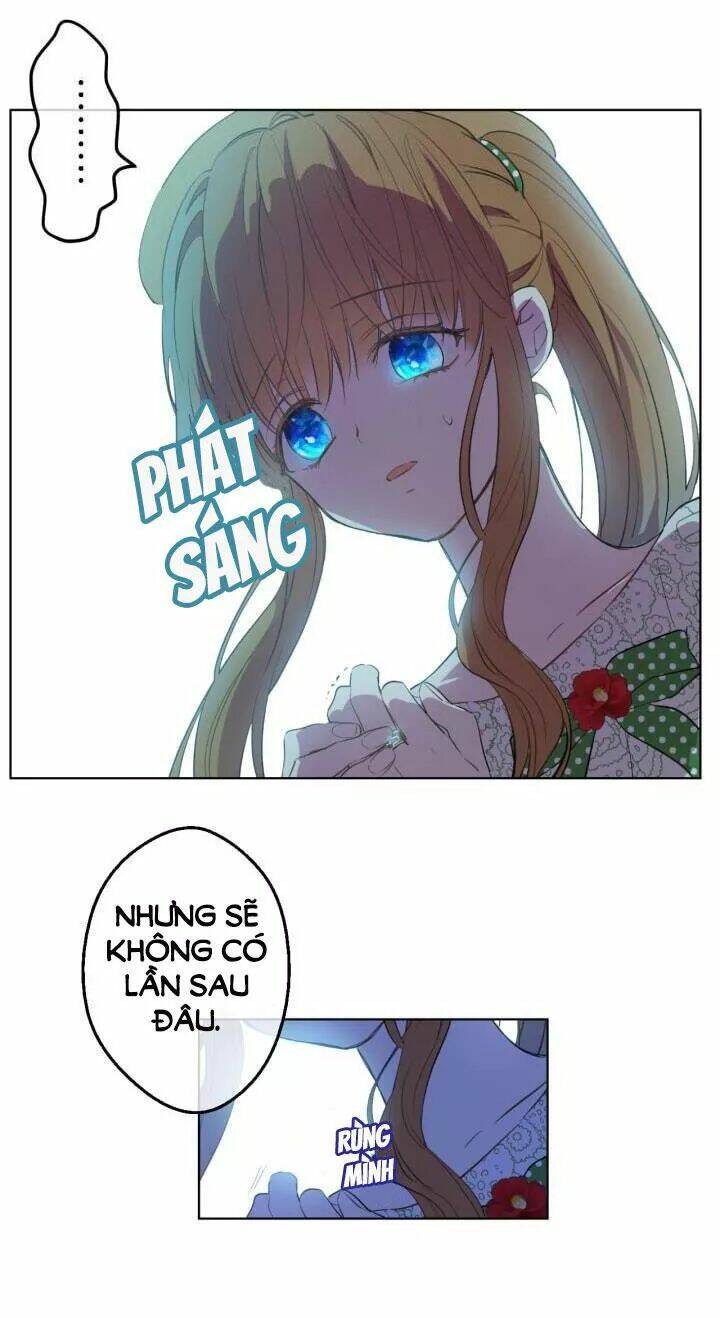 .........
PHÁT
SÁNG
NHƯNG SẼ
KHÔNG CÓ
LẦN SAU
ĐÂU.
RÙNG
MÌNH